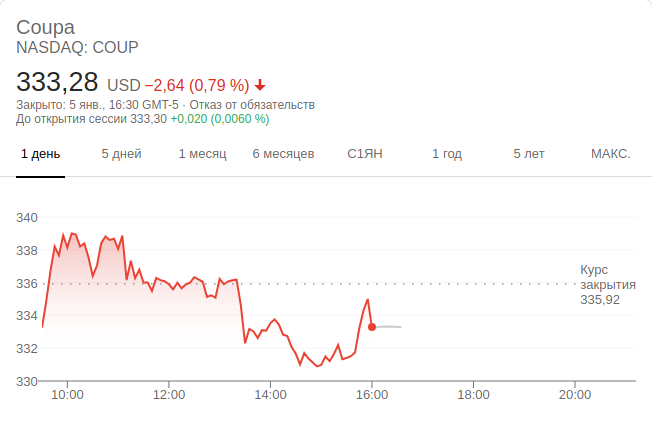 Coupa
NASDAQ: COUP
333,28 USD −2,64 (0,79 %)
Закрыто: 5 янв., 16:30 GMT-5 · Отказ от обязательств
До открытия сессии 333,30 +0,020 (0,0060 %)
1 день 5 дней 1 месяц 6 месяцев С1ЯН 1 год 5 лет МАКС.
340
338
336
334
332
330
Курс
закрытия
335,92
10:00 12:00 14:00 16:00 18:00 20:00